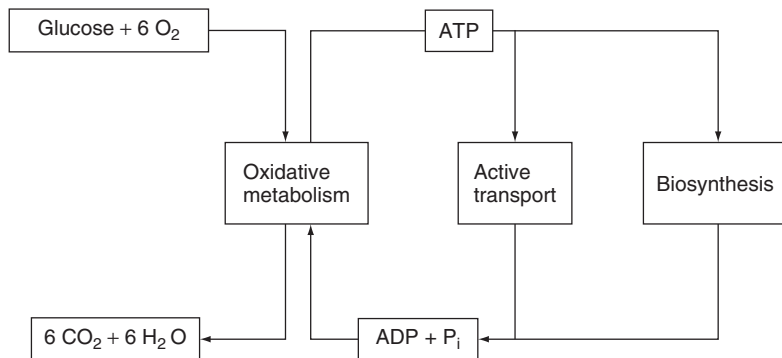 Glucose + 6 O₂
ATP
Oxidative
metabolism
Active
transport
Biosynthesis
6 CO₂ + 6 H₂O
ADP + Pᵢ